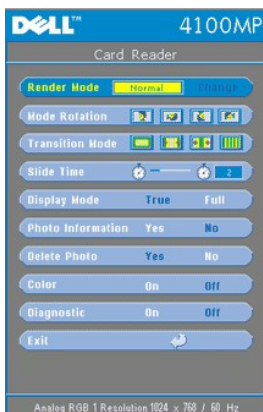 DELL™ 4100MP
Card Reader
Render Mode Normal Change
Mode Rotation
Transition Mode
Slide Time 2
Display Mode True Full
Photo Information Yes No
Delete Photo Yes No
Color On Off
Diagnostic On Off
Exit
Analog RGB 1 Resolution 1024 x 768 / 60 Hz